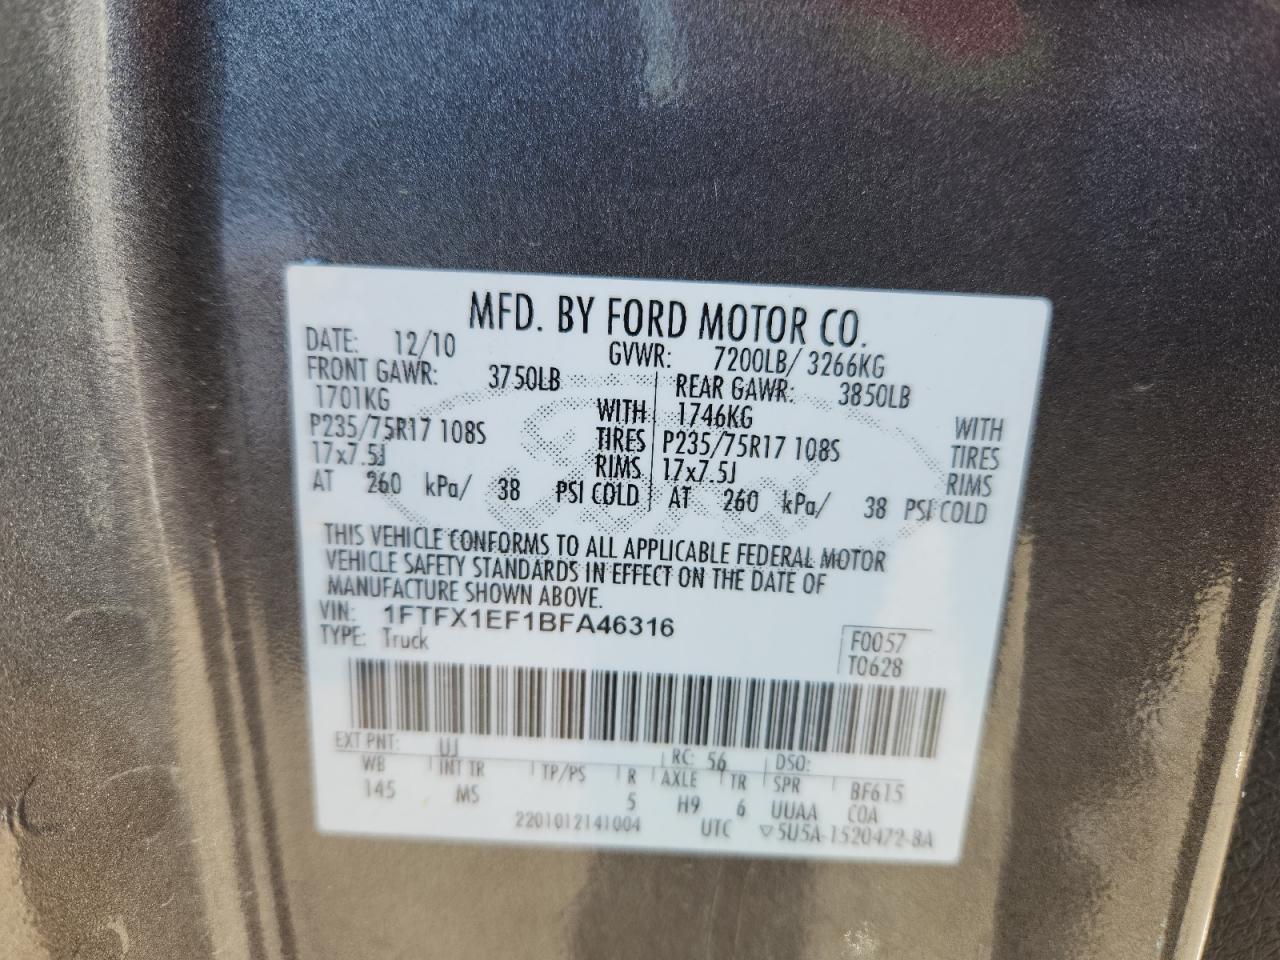 MFD. BY FORD MOTOR CO.
DATE: 12/10 GVWR: 7200LB/ 3266KG
FRONT GAWR: 3750LB REAR GAWR: 3850LB
1701KG WITH 1746KG WITH
P235/75R17 108S TIRES P235/75R17 108S TIRES
17x7.5J RIMS 17x7.5J RIMS
AT 260 kPa/ 38 PSI COLD AT 260 kPa/ 38 PSI COLD
THIS VEHICLE CONFORMS TO ALL APPLICABLE FEDERAL MOTOR
VEHICLE SAFETY STANDARDS IN EFFECT ON THE DATE OF
MANUFACTURE SHOWN ABOVE.
VIN: 1FTFX1EF1BFA46316
TYPE: Truck F0057
T0628
EXT PNT: UJ RC: 56 DSO:
WB INT TR TP/PS R AXLE TR SPR BF615
145 MS 5 H9 6 UUAA COA
2201012141004 UTC ▽5U5A-1520472-BA